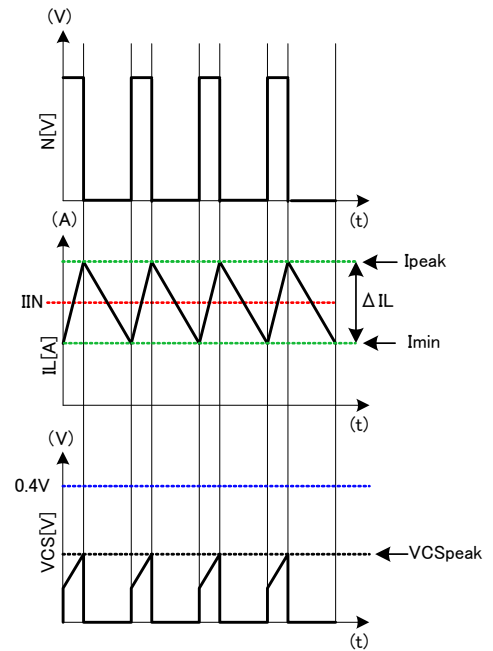 (V)
N[V]
(t)
(A)
Ipeak
IIN
ΔIL
Imin
IL[A]
(t)
(V)
0.4V
VCS[V]
VCSpeak
(t)